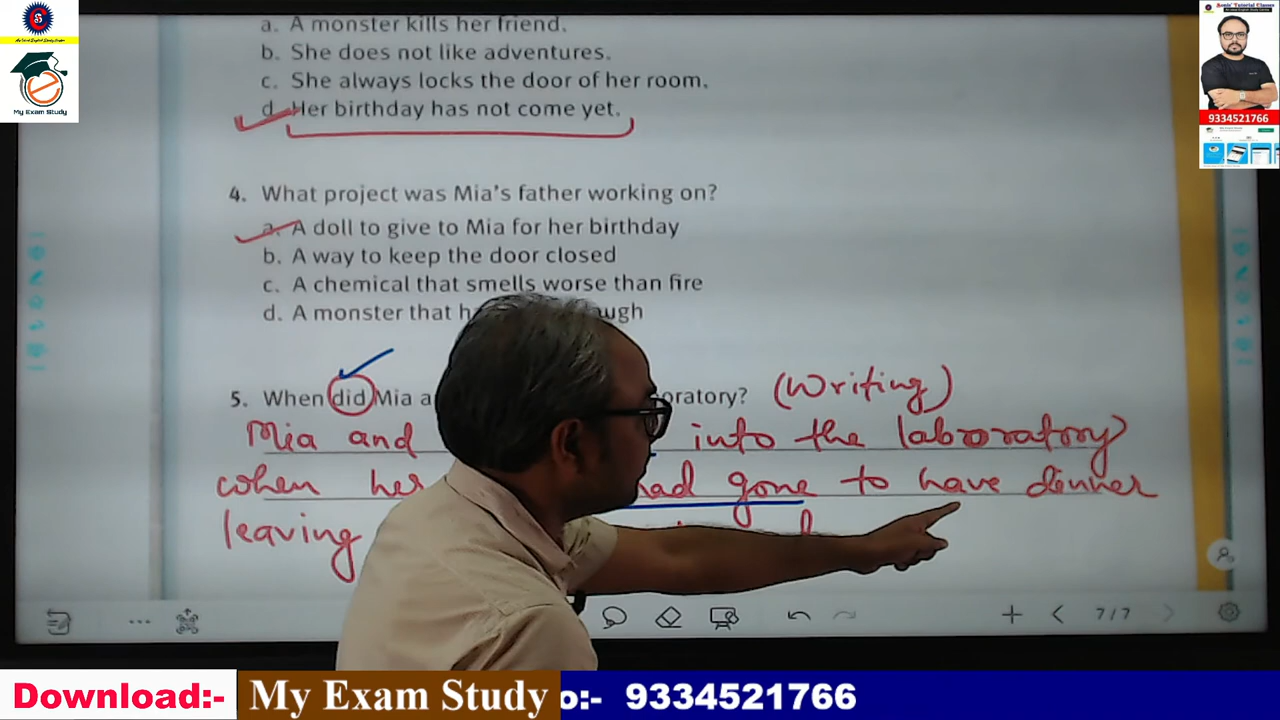 a. A monster kills her friend.
b. She does not like adventures.
c. She always locks the door of her room.
d. Her birthday has not come yet.
4. What project was Mia's father working on?
a. A doll to give to Mia for her birthday
b. A way to keep the door closed
c. A chemical that smells worse than fire
d. A monster that
5. When did Mia (Writing)
Mia and into the laboratory
when her had gone to have dinner
leaving
7/7
My Exam Study
9334521766
Download:- My Exam Study o:- 9334521766